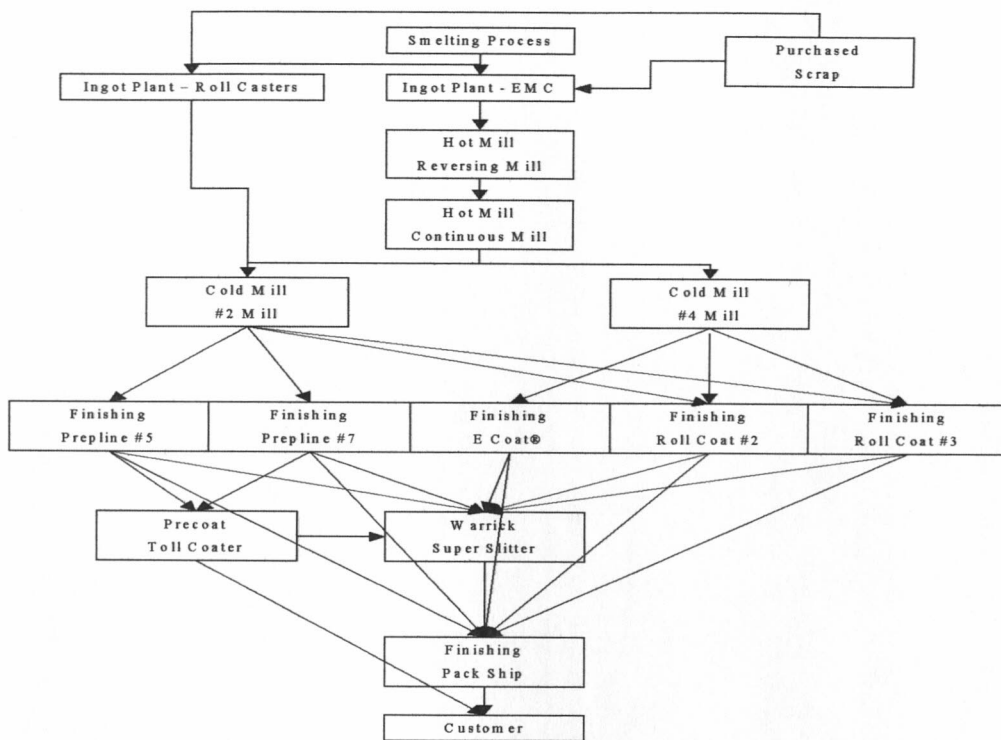 Smelting Process
Purchased
Scrap
Ingot Plant – Roll Casters
Ingot Plant - EMC
Hot Mill
Reversing Mill
Hot Mill
Continuous Mill
Cold Mill
#2 Mill
Cold Mill
#4 Mill
Finishing
Prepline #5
Finishing
Prepline #7
Finishing
E Coat®
Finishing
Roll Coat #2
Finishing
Roll Coat #3
Precoat
Toll Coater
Warrick
Super Slitter
Finishing
Pack Ship
Customer